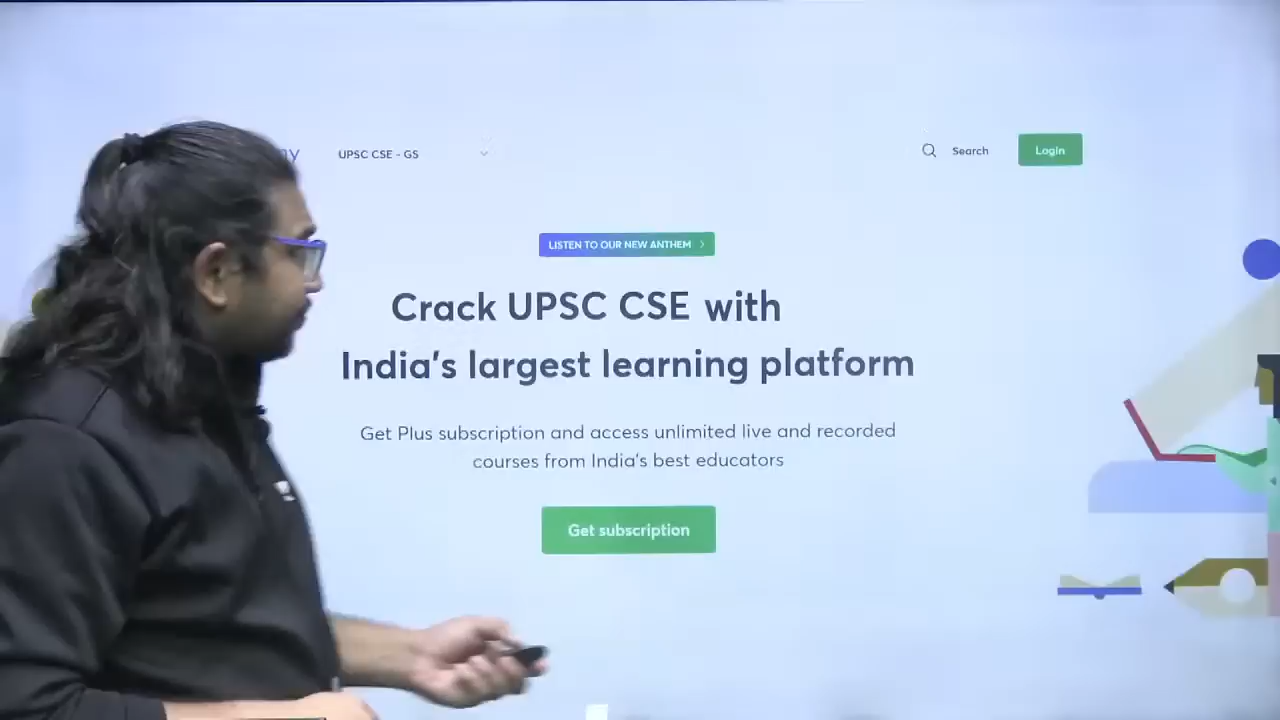 UPSC CSE - GS
Search
Login
LISTEN TO OUR NEW ANTHEM
Crack UPSC CSE with
India's largest learning platform
Get Plus subscription and access unlimited live and recorded
courses from India's best educators
Get subscription